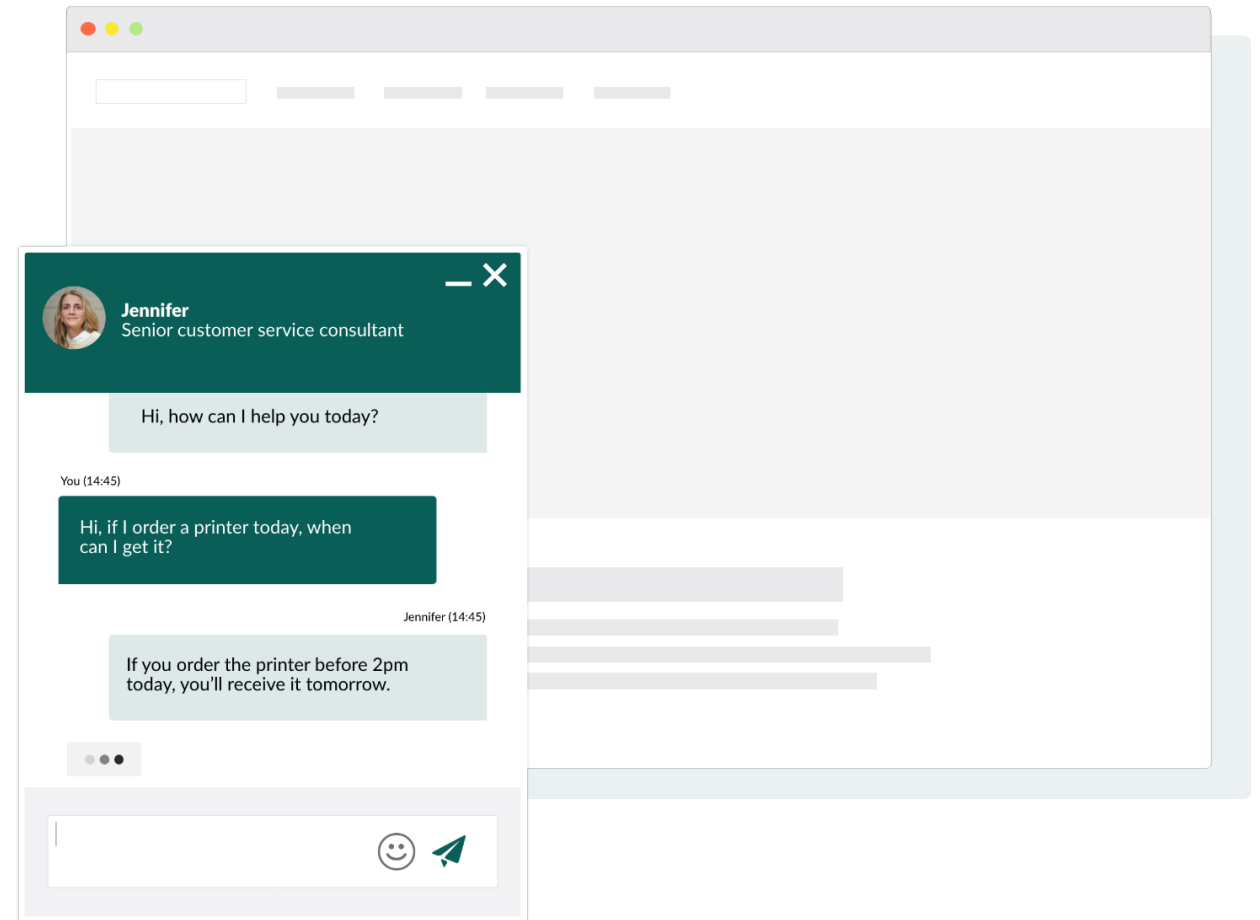 Jennifer
Senior customer service consultant
Hi, how can I help you today?
You (14:45)
Hi, if I order a printer today, when
can I get it?
Jennifer (14:45)
If you order the printer before 2pm
today, you’ll receive it tomorrow.